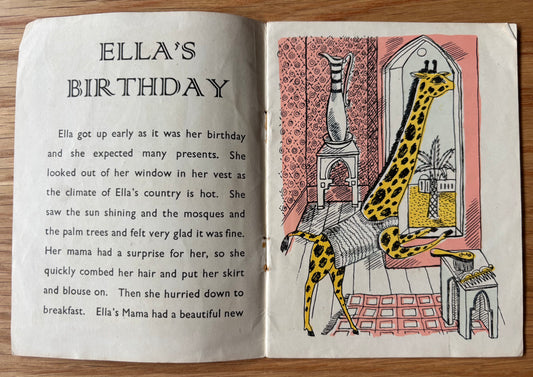 ELLA'S
BIRTHDAY
Ella got up early as it was her birthday
and she expected many presents. She
looked out of her window in her vest as
the climate of Ella's country is hot. She
saw the sun shining and the mosques and
the palm trees and felt very glad it was fine.
Her mama had a surprise for her, so she
quickly combed her hair and put her skirt
and blouse on. Then she hurried down to
breakfast. Ella's Mama had a beautiful new